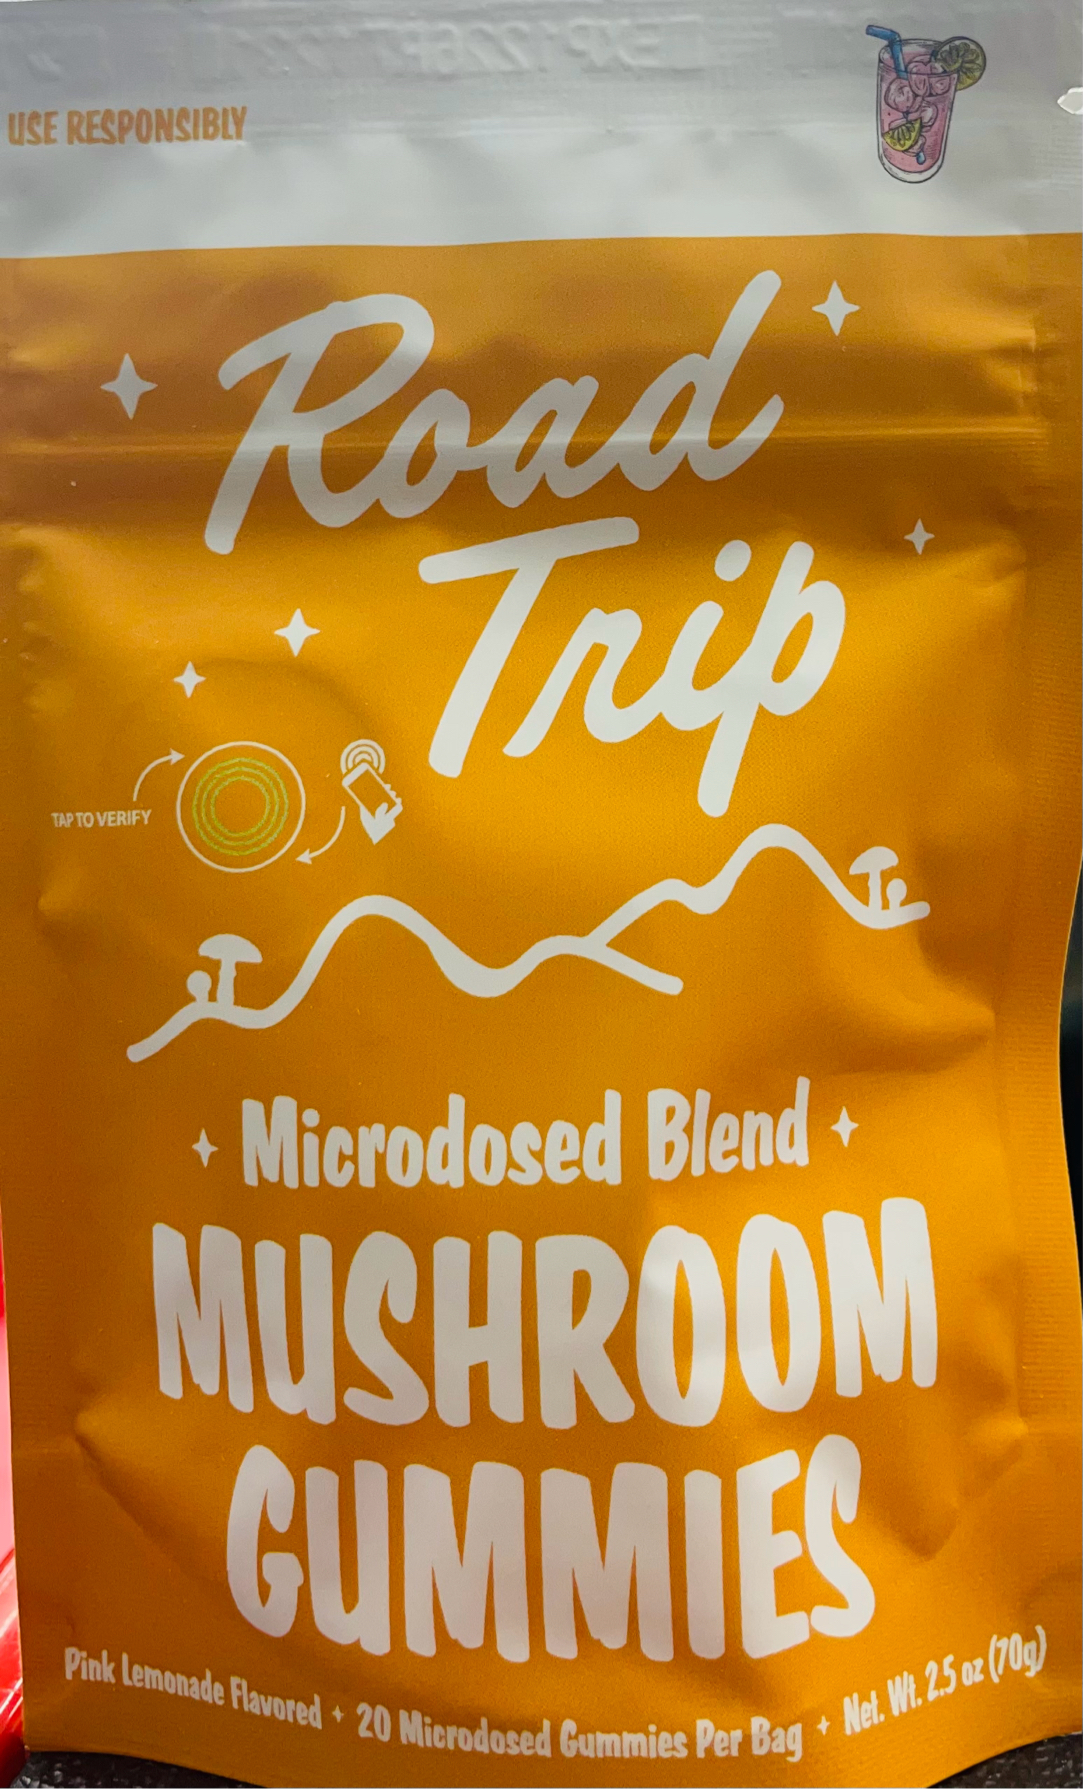 USE RESPONSIBLY
Road
Trip
TAP TO VERIFY
Microdosed Blend
MUSHROOM
GUMMIES
Pink Lemonade Flavored + 20 Microdosed Gummies Per Bag + Net. Wt. 2.5 oz (70g)